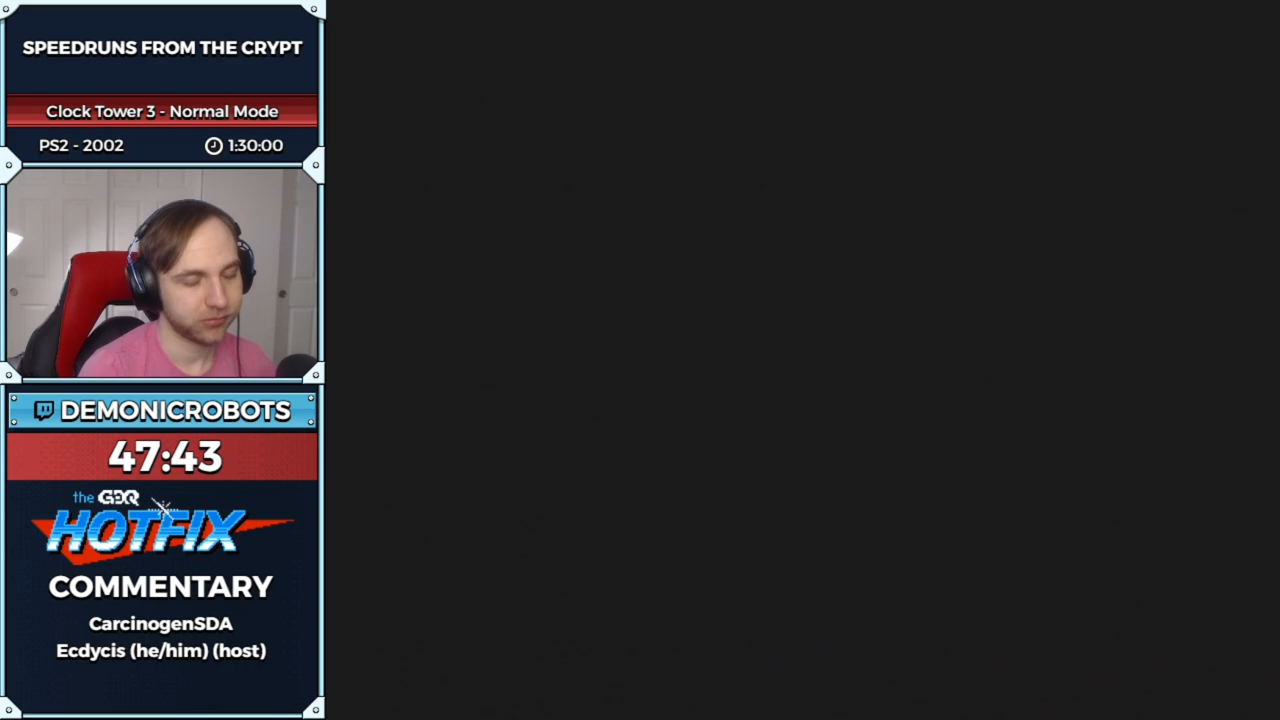 SPEEDRUNS FROM THE CRYPT
Clock Tower 3 - Normal Mode
PS2 - 2002 1:30:00
DEMONICROBOTS
47:43
the GDQ
HOTFIX
COMMENTARY
CarcinogenSDA
Ecdycis (he/him) (host)